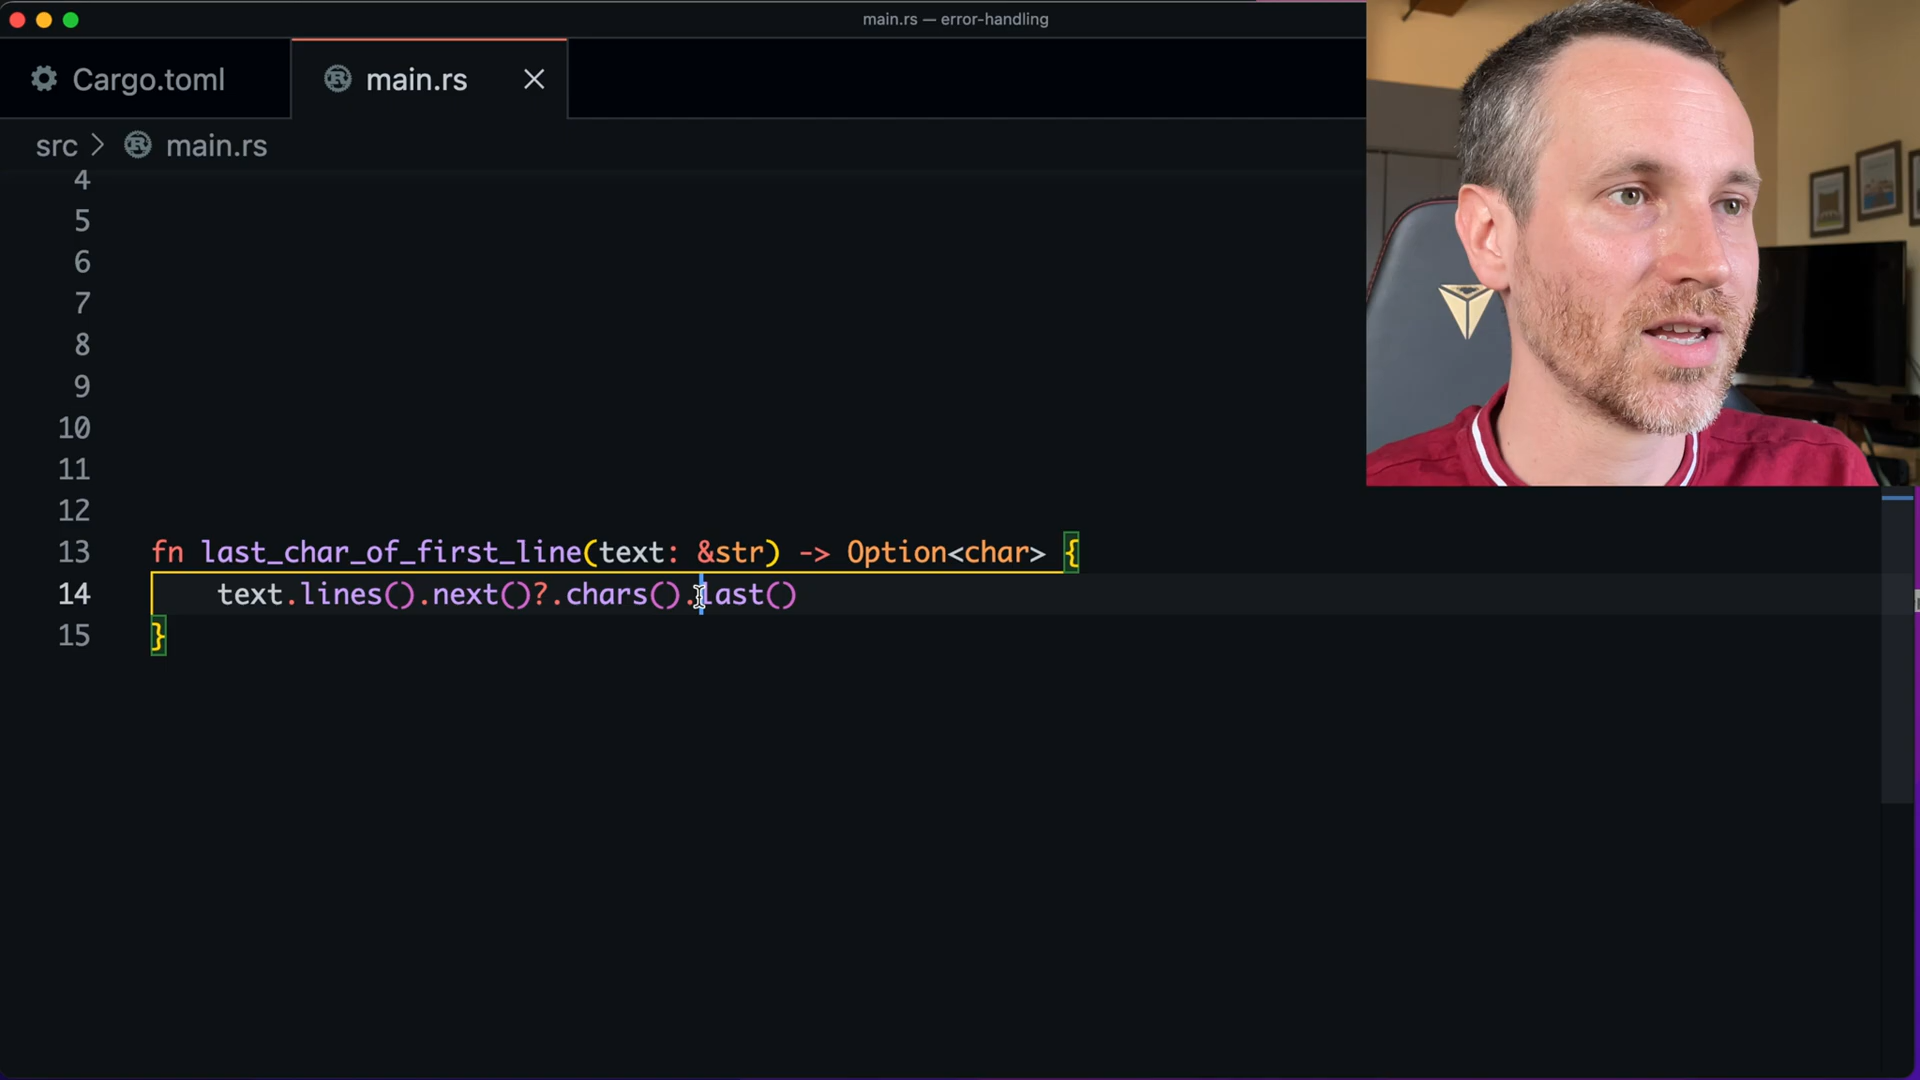 main.rs — error-handling
Cargo.toml
main.rs
src > main.rs
4
5
6
7
8
9
10
11
12
13 fn last_char_of_first_line(text: &str) -> Option<char> {
14 text.lines().next()?.chars().last()
15 }